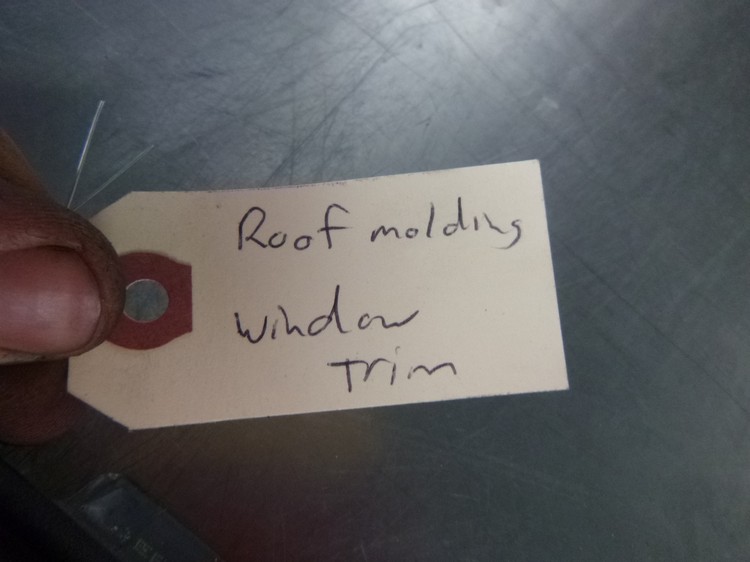 Roof molding
window
trim